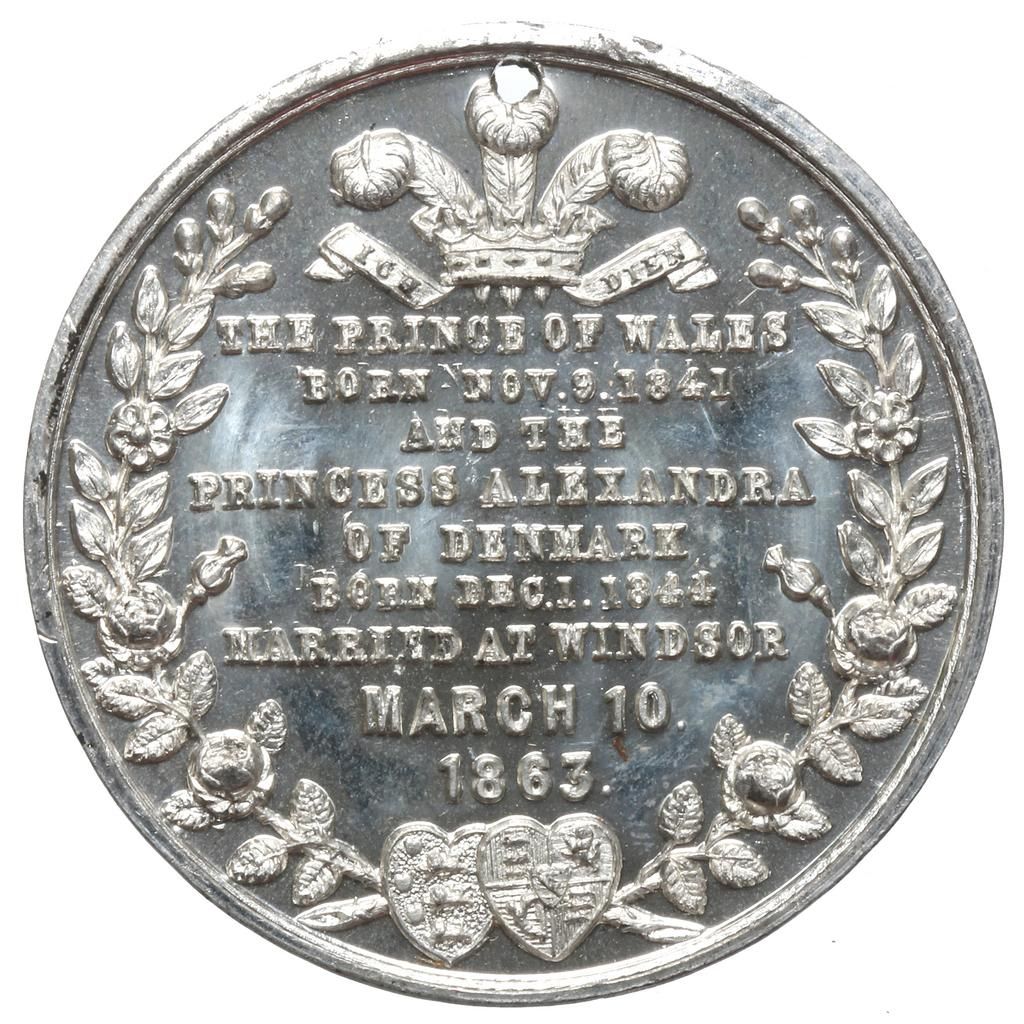 ICH DIEN
THE PRINCE OF WALES
BORN NOV. 9. 1841
AND THE
PRINCESS ALEXANDRA
OF DENMARK
BORN DEC. 1. 1844
MARRIED AT WINDSOR
MARCH 10.
1863.